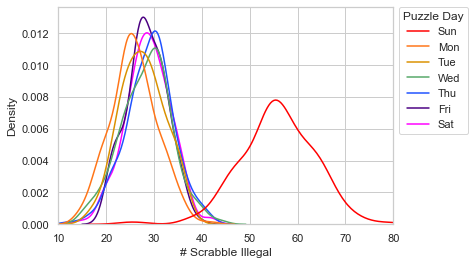 Puzzle Day
Sun
Mon
Tue
Wed
Thu
Fri
Sat
0.012
0.010
0.008
0.006
0.004
0.002
0.000
Density
10 20 30 40 50 60 70 80
# Scrabble Illegal